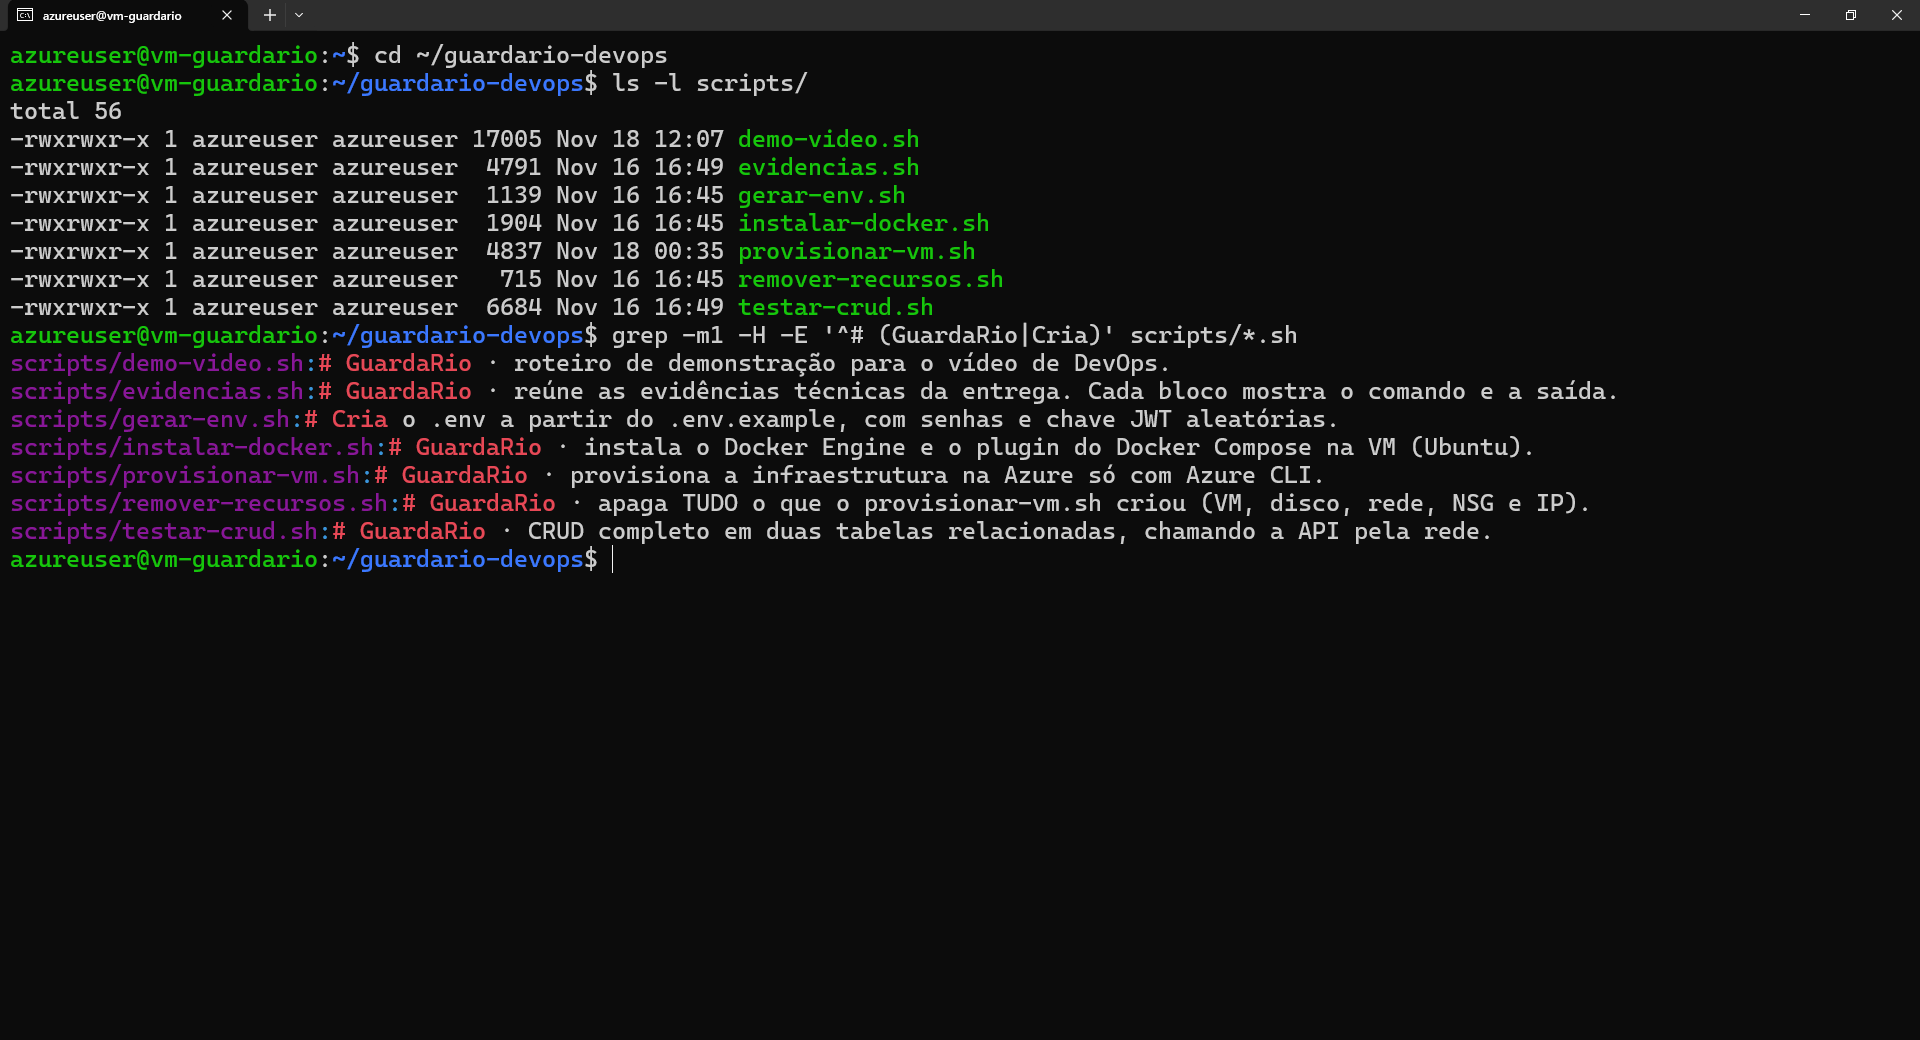 azureuser@vm-guardario
azureuser@vm-guardario:~$ cd ~/guardario-devops
azureuser@vm-guardario:~/guardario-devops$ ls -l scripts/
total 56
-rwxrwxr-x 1 azureuser azureuser 17005 Nov 18 12:07 demo-video.sh
-rwxrwxr-x 1 azureuser azureuser  4791 Nov 16 16:49 evidencias.sh
-rwxrwxr-x 1 azureuser azureuser  1139 Nov 16 16:45 gerar-env.sh
-rwxrwxr-x 1 azureuser azureuser  1904 Nov 16 16:45 instalar-docker.sh
-rwxrwxr-x 1 azureuser azureuser  4837 Nov 18 00:35 provisionar-vm.sh
-rwxrwxr-x 1 azureuser azureuser   715 Nov 16 16:45 remover-recursos.sh
-rwxrwxr-x 1 azureuser azureuser  6684 Nov 16 16:49 testar-crud.sh
azureuser@vm-guardario:~/guardario-devops$ grep -m1 -H -E '^# (GuardaRio|Cria)' scripts/*.sh
scripts/demo-video.sh:# GuardaRio · roteiro de demonstração para o vídeo de DevOps.
scripts/evidencias.sh:# GuardaRio · reúne as evidências técnicas da entrega. Cada bloco mostra o comando e a saída.
scripts/gerar-env.sh:# Cria o .env a partir do .env.example, com senhas e chave JWT aleatórias.
scripts/instalar-docker.sh:# GuardaRio · instala o Docker Engine e o plugin do Docker Compose na VM (Ubuntu).
scripts/provisionar-vm.sh:# GuardaRio · provisiona a infraestrutura na Azure só com Azure CLI.
scripts/remover-recursos.sh:# GuardaRio · apaga TUDO o que o provisionar-vm.sh criou (VM, disco, rede, NSG e IP).
scripts/testar-crud.sh:# GuardaRio · CRUD completo em duas tabelas relacionadas, chamando a API pela rede.
azureuser@vm-guardario:~/guardario-devops$